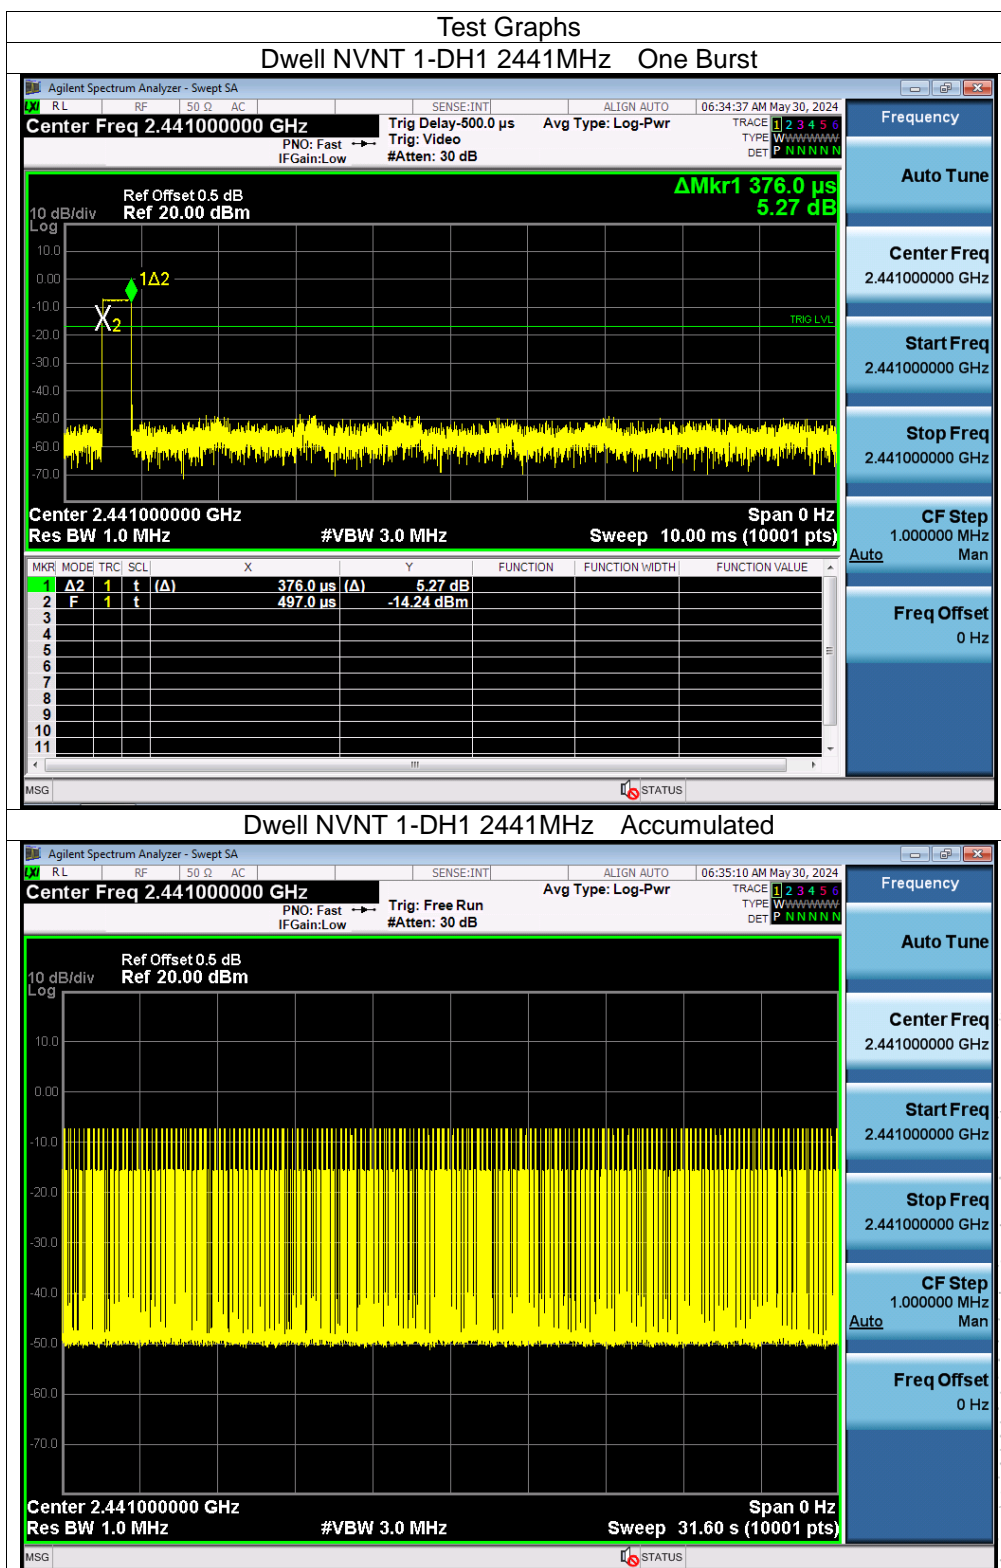 Test Graphs
Dwell NVNT 1-DH1 2441MHz One Burst
Agilent Spectrum Analyzer - Swept SA
LXI RL RF 50 Ω AC SENSE:INT ALIGN AUTO 06:34:37 AM May 30, 2024
Center Freq 2.441000000 GHz
PNO: Fast
IFGain:Low
Trig Delay-500.0 µs
Trig: Video
#Atten: 30 dB
Avg Type: Log-Pwr
TRACE 1 2 3 4 5 6
TYPE WWWWWW
DET P N N N N N
Frequency
Auto Tune
Center Freq
2.441000000 GHz
Start Freq
2.441000000 GHz
Stop Freq
2.441000000 GHz
CF Step
1.000000 MHz
Auto Man
Freq Offset
0 Hz
ΔMkr1 376.0 µs
5.27 dB
Ref Offset 0.5 dB
10 dB/div Ref 20.00 dBm
Log
10.0
0.00
-10.0
-20.0
-30.0
-40.0
-50.0
-60.0
-70.0
1Δ2
X2
TRIG LVL
Center 2.441000000 GHz Span 0 Hz
Res BW 1.0 MHz #VBW 3.0 MHz Sweep 10.00 ms (10001 pts)
MKR MODE TRC SCL X Y FUNCTION FUNCTION WIDTH FUNCTION VALUE
1 Δ2 1 t (Δ) 376.0 µs (Δ) 5.27 dB
2 F 1 t 497.0 µs -14.24 dBm
3
4
5
6
7
8
9
10
11
MSG STATUS
Dwell NVNT 1-DH1 2441MHz Accumulated
Agilent Spectrum Analyzer - Swept SA
LXI RL RF 50 Ω AC SENSE:INT ALIGN AUTO 06:35:10 AM May 30, 2024
Center Freq 2.441000000 GHz
PNO: Fast
IFGain:Low
Trig: Free Run
#Atten: 30 dB
Avg Type: Log-Pwr
TRACE 1 2 3 4 5 6
TYPE WWWWWW
DET P N N N N N
Frequency
Auto Tune
Center Freq
2.441000000 GHz
Start Freq
2.441000000 GHz
Stop Freq
2.441000000 GHz
CF Step
1.000000 MHz
Auto Man
Freq Offset
0 Hz
Ref Offset 0.5 dB
10 dB/div Ref 20.00 dBm
Log
10.0
0.00
-10.0
-20.0
-30.0
-40.0
-50.0
-60.0
-70.0
Center 2.441000000 GHz Span 0 Hz
Res BW 1.0 MHz #VBW 3.0 MHz Sweep 31.60 s (10001 pts)
MSG STATUS